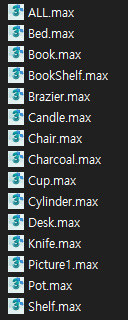 ALL.max
Bed.max
Book.max
BookShelf.max
Brazier.max
Candle.max
Chair.max
Charcoal.max
Cup.max
Cylinder.max
Desk.max
Knife.max
Picture1.max
Pot.max
Shelf.max